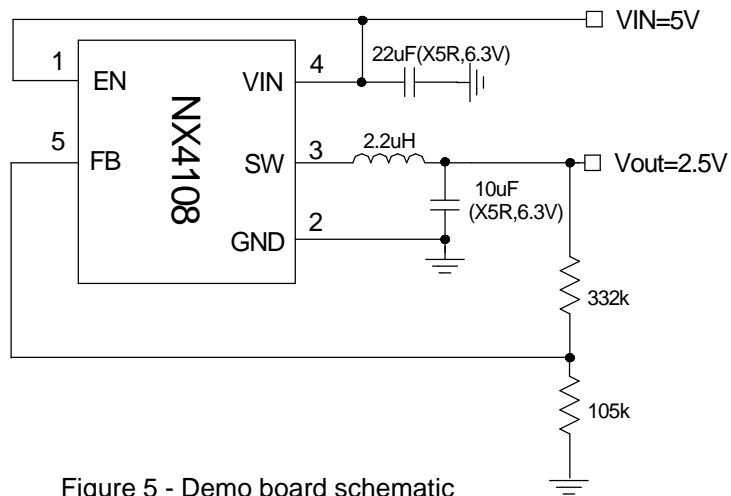 VIN=5V
1
EN
VIN
4
22uF(X5R,6.3V)
NX4108
5
FB
SW
3
2.2uH
Vout=2.5V
10uF
(X5R,6.3V)
GND
2
332k
105k
Figure 5 - Demo board schematic